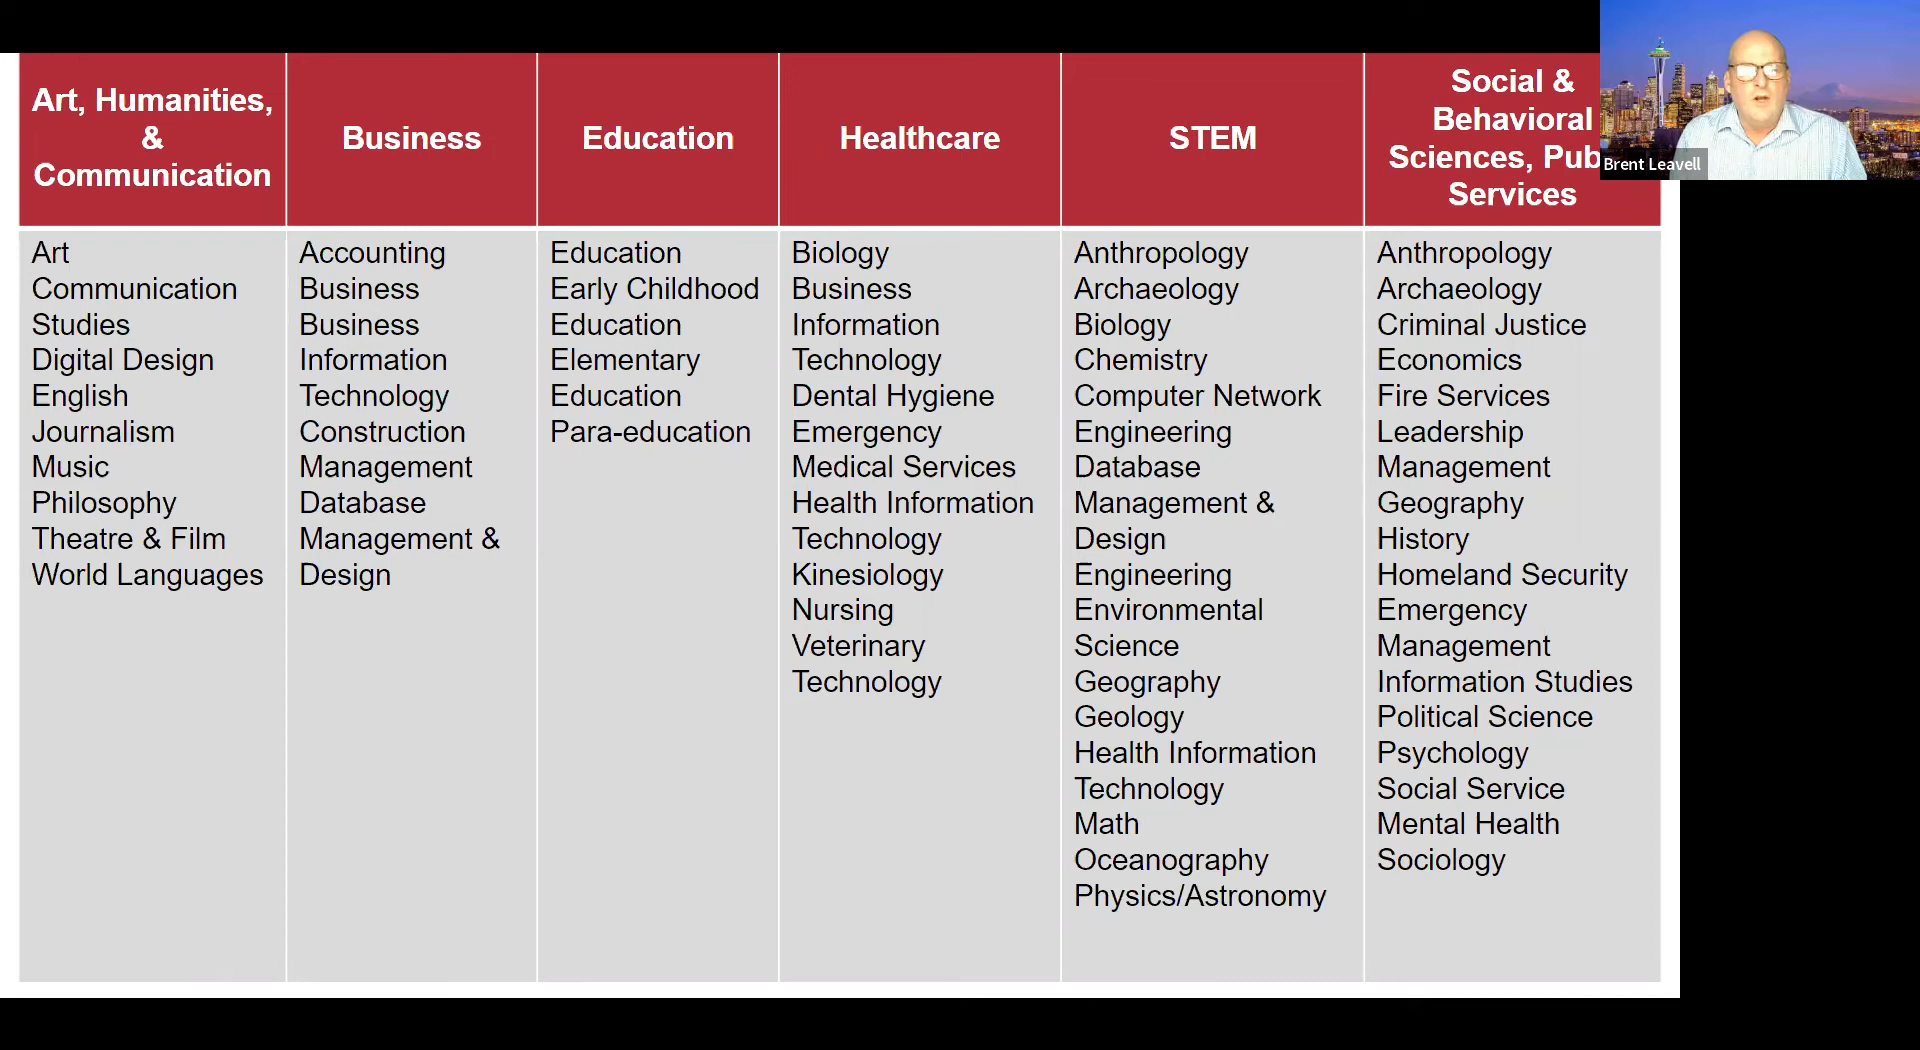 Art, Humanities,
&
Communication
Business
Education
Healthcare
STEM
Social &
Behavioral
Sciences, Pub
Services
Art
Communication
Studies
Digital Design
English
Journalism
Music
Philosophy
Theatre & Film
World Languages
Accounting
Business
Business
Information
Technology
Construction
Management
Database
Management &
Design
Education
Early Childhood
Education
Elementary
Education
Para-education
Biology
Business
Information
Technology
Dental Hygiene
Emergency
Medical Services
Health Information
Technology
Kinesiology
Nursing
Veterinary
Technology
Anthropology
Archaeology
Biology
Chemistry
Computer Network
Engineering
Database
Management &
Design
Engineering
Environmental
Science
Geography
Geology
Health Information
Technology
Math
Oceanography
Physics/Astronomy
Anthropology
Archaeology
Criminal Justice
Economics
Fire Services
Leadership
Management
Geography
History
Homeland Security
Emergency
Management
Information Studies
Political Science
Psychology
Social Service
Mental Health
Sociology
Brent Leavell